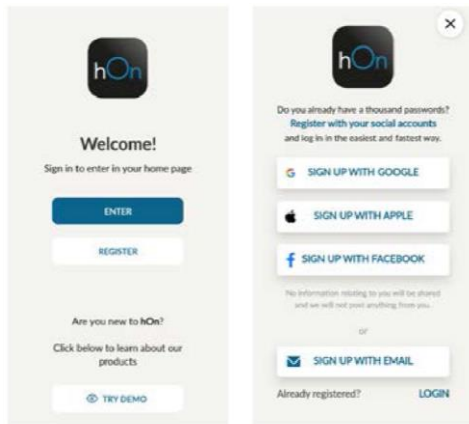 hOn
Welcome!
Sign in to enter in your home page
ENTER
REGISTER
Are you new to hOn?
Click below to learn about our
products
TRY DEMO
hOn
Do you already have a thousand passwords?
Register with your social accounts
and log in in the easiest and fastest way.
SIGN UP WITH GOOGLE
SIGN UP WITH APPLE
SIGN UP WITH FACEBOOK
No information relating to you will be shared
and we will not post anything from you.
or
SIGN UP WITH EMAIL
Already registered? LOGIN